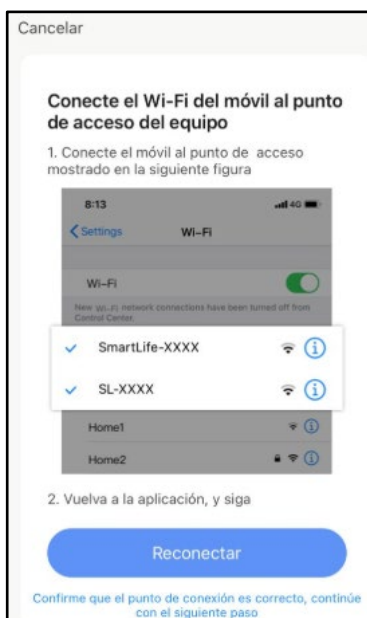 Cancelar
Conecte el Wi-Fi del móvil al punto
de acceso del equipo
1. Conecte el móvil al punto de acceso
mostrado en la siguiente figura
8:13
4G
Settings
Wi-Fi
Wi-Fi
New Wi-Fi network connections have been turned off from
Control Center.
SmartLife-XXXX
SL-XXXX
Home1
Home2
2. Vuelva a la aplicación, y siga
Reconectar
Confirme que el punto de conexión es correcto, continúe
con el siguiente paso